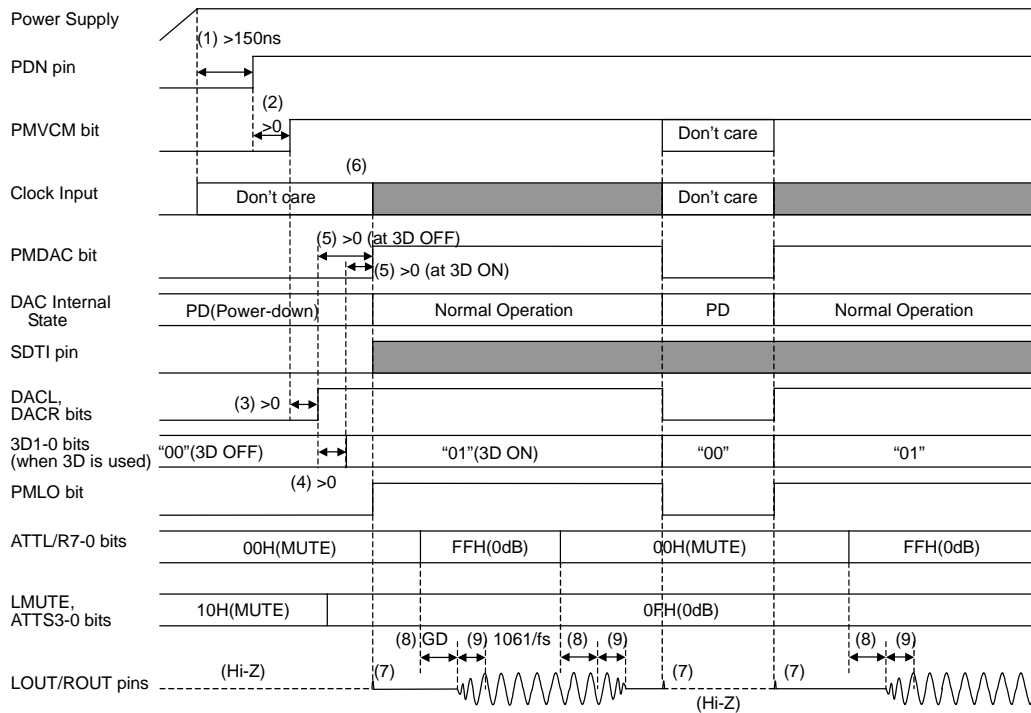 Power Supply
(1) >150ns
PDN pin
(2)
>0
PMVCM bit
Don't care
(6)
Clock Input
Don't care
Don't care
(5) >0 (at 3D OFF)
PMDAC bit
(5) >0 (at 3D ON)
DAC Internal
State
PD(Power-down)
Normal Operation
PD
Normal Operation
SDTI pin
DACL,
DACR bits
(3) >0
3D1-0 bits
(when 3D is used)
“00”(3D OFF)
“01”(3D ON)
“00”
“01”
(4) >0
PMLO bit
ATTL/R7-0 bits
00H(MUTE)
FFH(0dB)
00H(MUTE)
FFH(0dB)
LMUTE,
ATTS3-0 bits
10H(MUTE)
0FH(0dB)
(8) GD
(9) 1061/fs
(8)
(9)
(8)
(9)
LOUT/ROUT pins
(Hi-Z)
(7)
(7)
(7)
(Hi-Z)